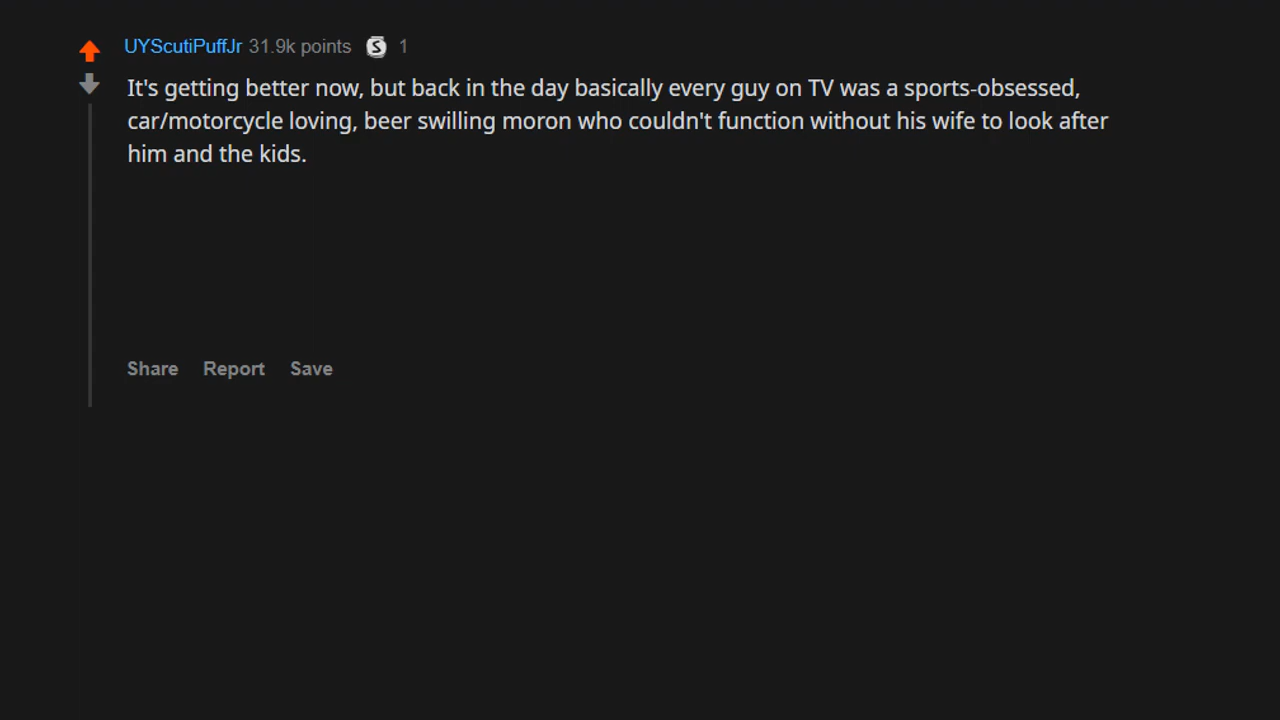 UYScutiPuffJr 31.9k points S 1
It's getting better now, but back in the day basically every guy on TV was a sports-obsessed,
car/motorcycle loving, beer swilling moron who couldn't function without his wife to look after
him and the kids.
Share Report Save